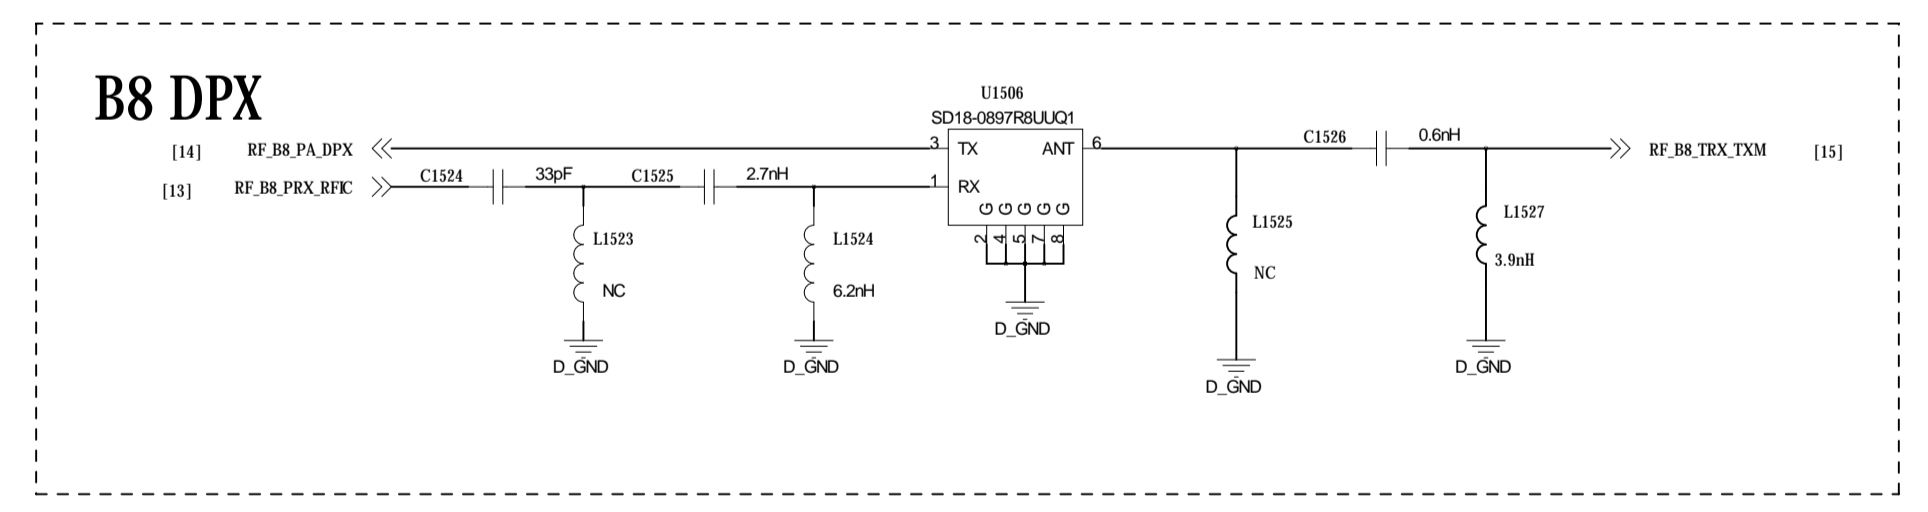 B8 DPX
U1506
SD18-0897R8UUQ1
[14] RF_B8_PA_DPX 3 TX ANT 6 C1526 0.6nH RF_B8_TRX_TXM [15]
[13] RF_B8_PRX_RFIC C1524 33pF C1525 2.7nH 1 RX
G G G G G
2 4 5 7 8
L1523 L1524 L1525 L1527
NC 6.2nH NC 3.9nH
D_GND
D_GND D_GND D_GND
D_GND